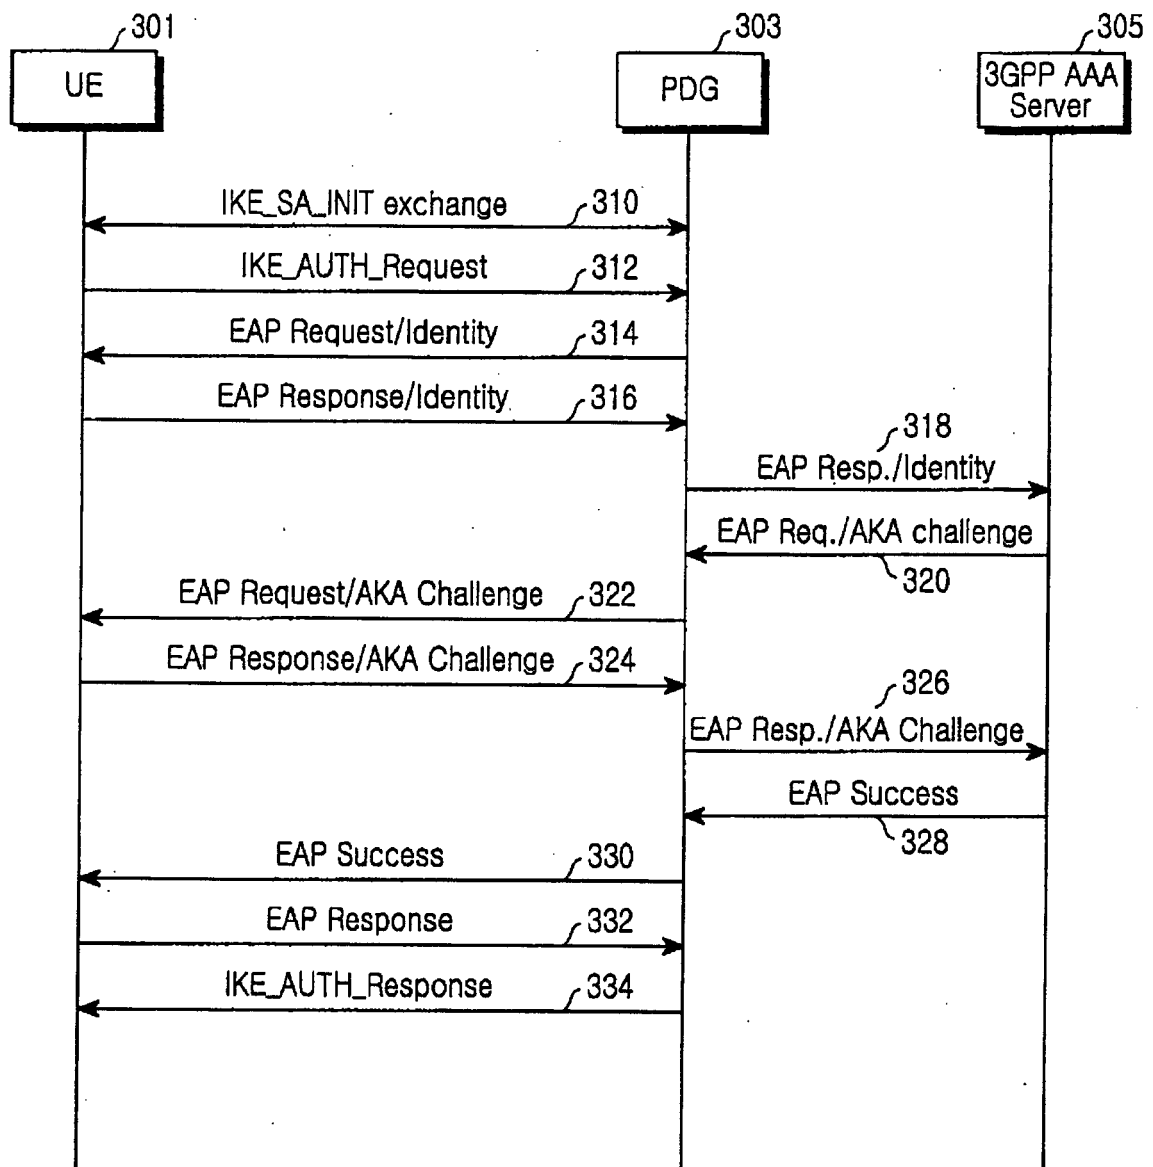 301
303
305
UE
PDG
3GPP AAA
Server
IKE_SA_INIT exchange 310
IKE_AUTH_Request 312
EAP Request/Identity 314
EAP Response/Identity 316
318
EAP Resp./Identity
EAP Req./AKA challenge
320
EAP Request/AKA Challenge 322
EAP Response/AKA Challenge 324
326
EAP Resp./AKA Challenge
EAP Success
328
EAP Success 330
EAP Response 332
IKE_AUTH_Response 334